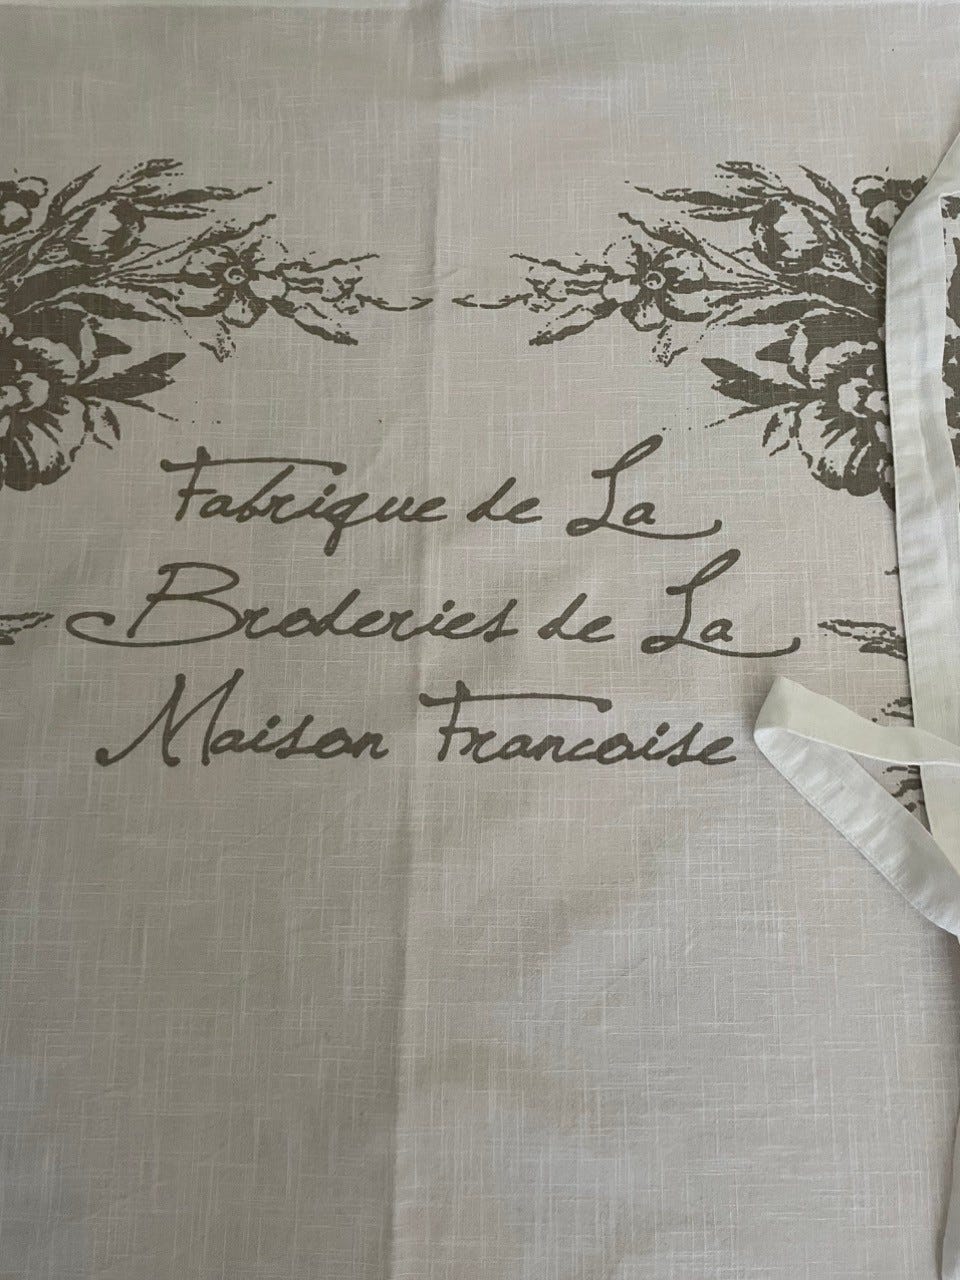 Fabrique de La
Broderies de La
Maison Francoise